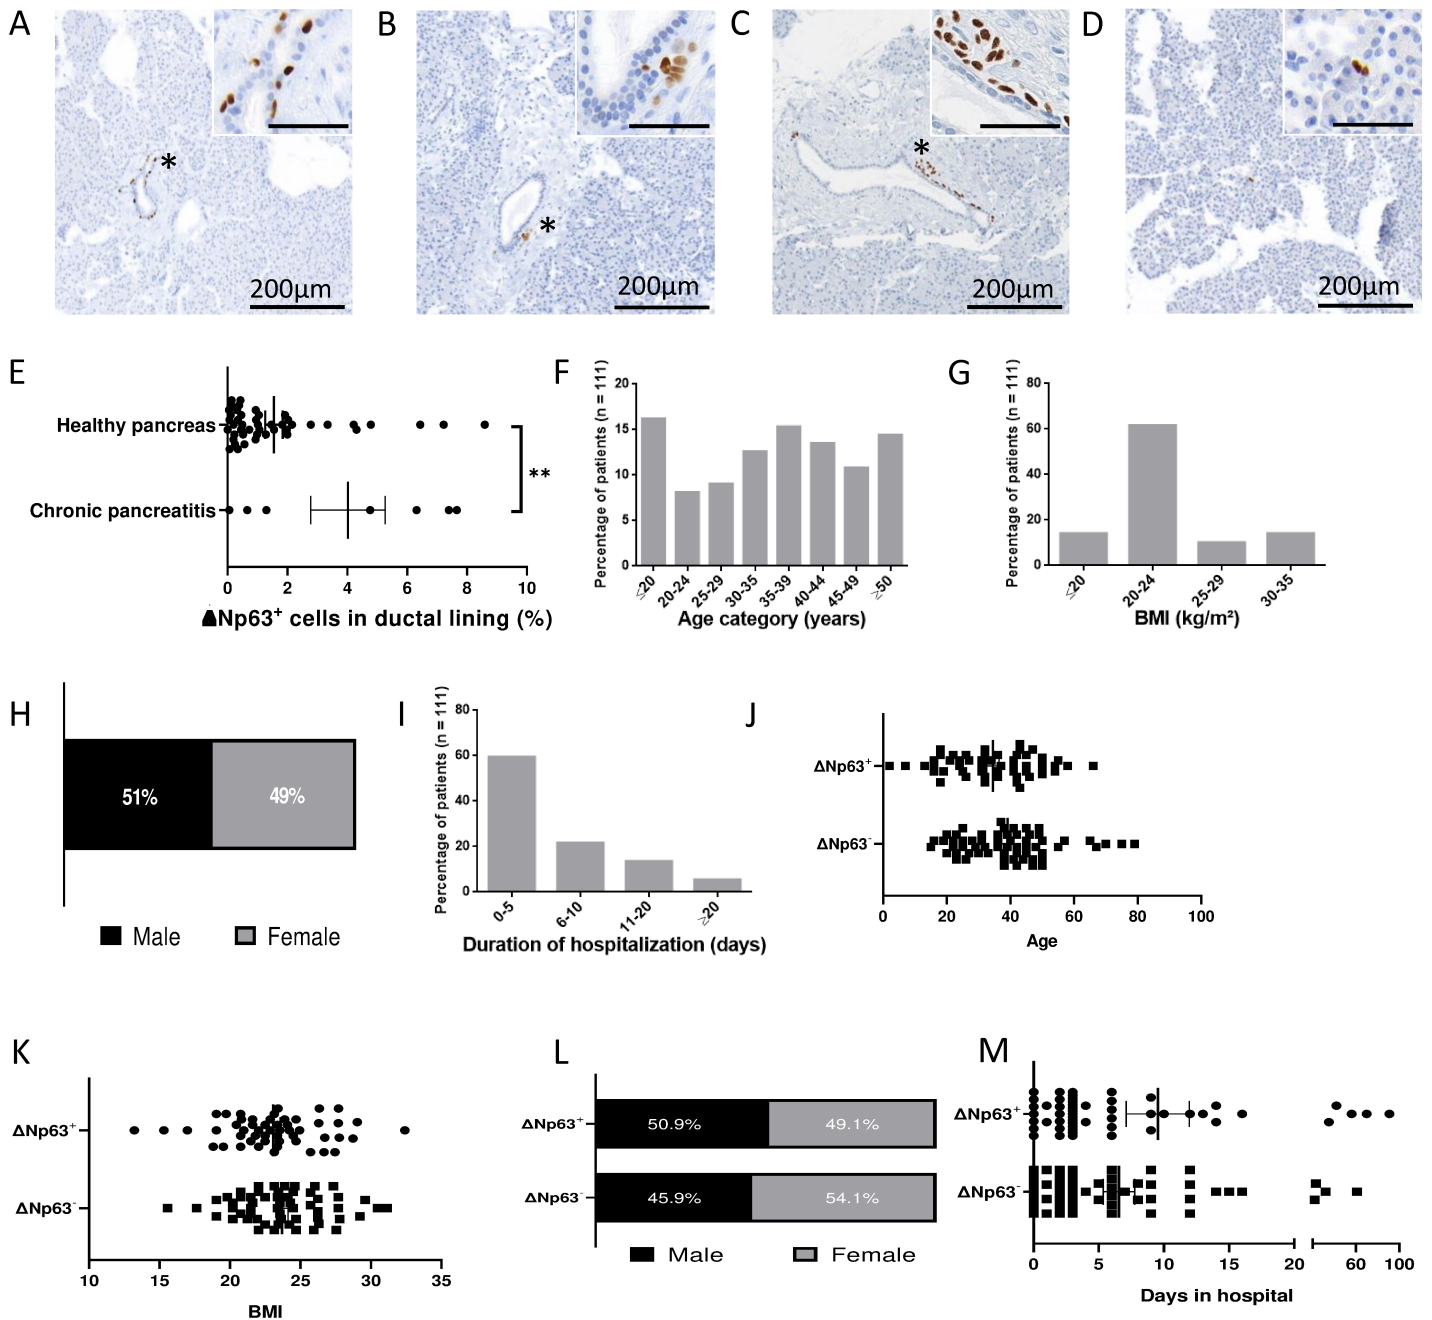 A
B
C
D
*
*
*
200μm
200μm
200μm
200μm
E
Healthy pancreas
Chronic pancreatitis
**
0 2 4 6 8 10
ΔNp63+ cells in ductal lining (%)
F
Percentage of patients (n = 111)
20
15
10
5
0
≤20 20-24 25-29 30-35 35-39 40-44 45-49 ≥50
Age category (years)
G
Percentage of patients (n = 111)
80
60
40
20
0
≤20 20-24 25-29 30-35
BMI (kg/m²)
H
51% 49%
Male Female
I
Percentage of patients (n = 111)
80
60
40
20
0
0-5 6-10 11-20 ≥20
Duration of hospitalization (days)
J
ΔNp63+
ΔNp63-
0 20 40 60 80 100
Age
K
ΔNp63+
ΔNp63-
10 15 20 25 30 35
BMI
L
ΔNp63+ 50.9% 49.1%
ΔNp63- 45.9% 54.1%
Male Female
M
ΔNp63+
ΔNp63-
0 5 10 15 20 60 100
Days in hospital